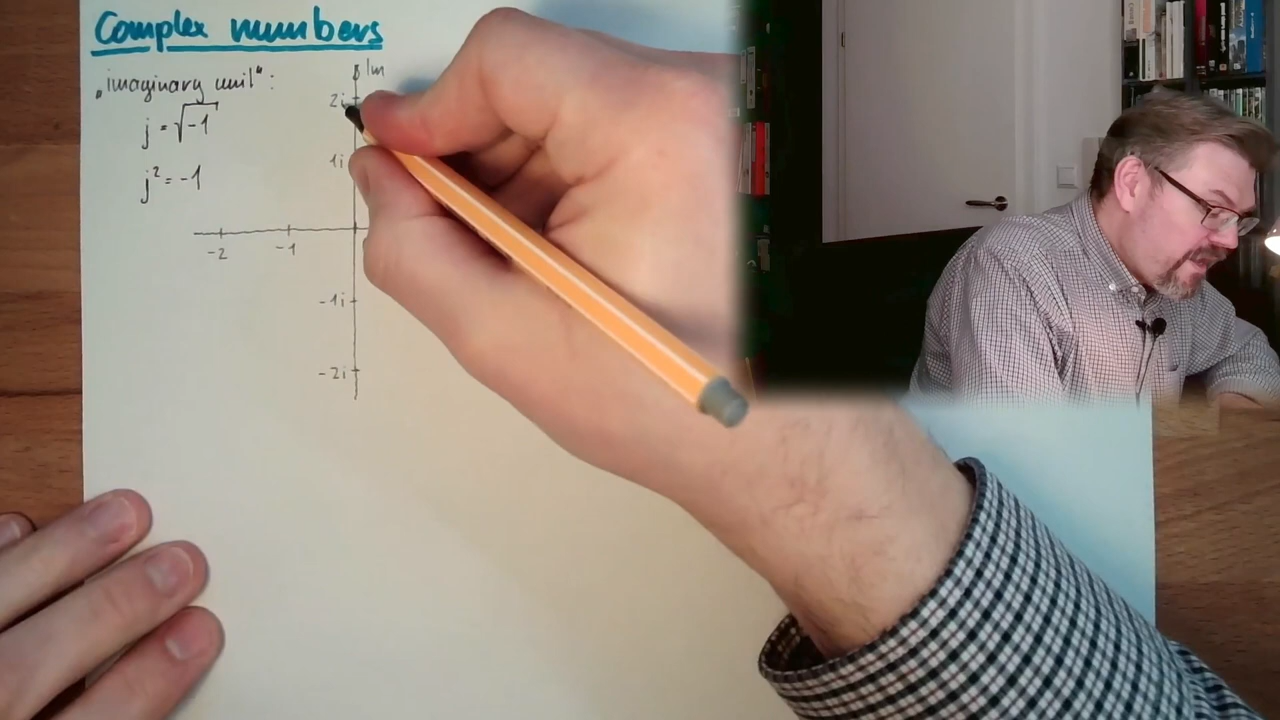 Complex numbers
„imaginary unit“:
j = √-1
j² = -1
Im
2i
1i
-2 -1
-1i
-2i